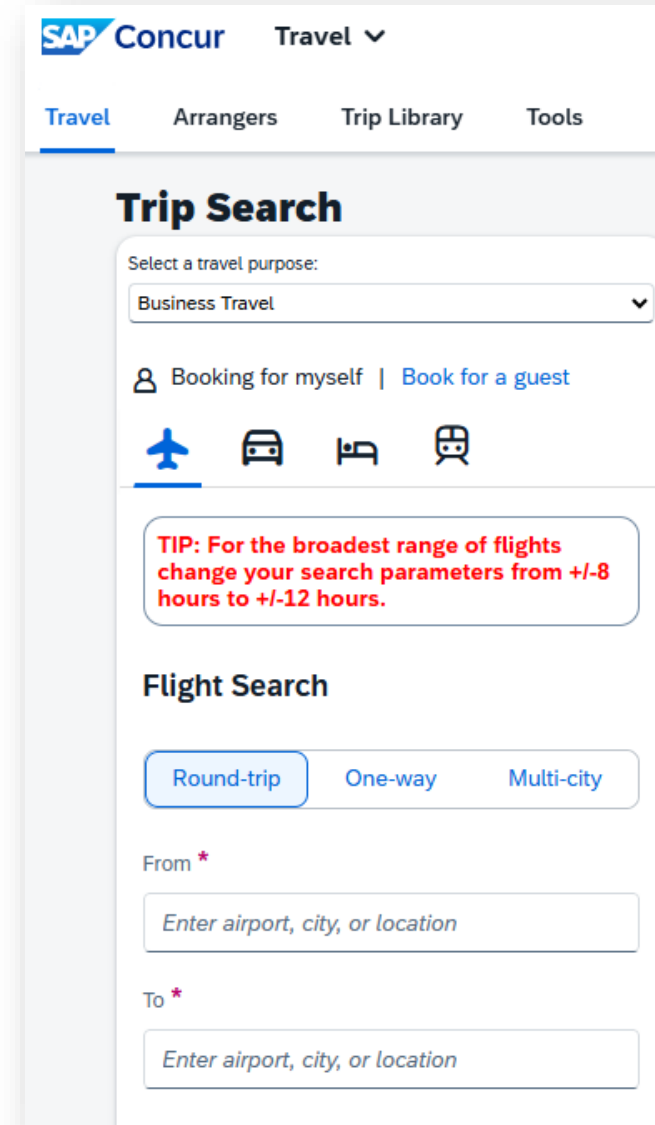 SAP Concur Travel
Travel Arrangers Trip Library Tools
Trip Search
Select a travel purpose:
Business Travel
Booking for myself | Book for a guest
TIP: For the broadest range of flights
change your search parameters from +/-8
hours to +/-12 hours.
Flight Search
Round-trip One-way Multi-city
From *
Enter airport, city, or location
To *
Enter airport, city, or location